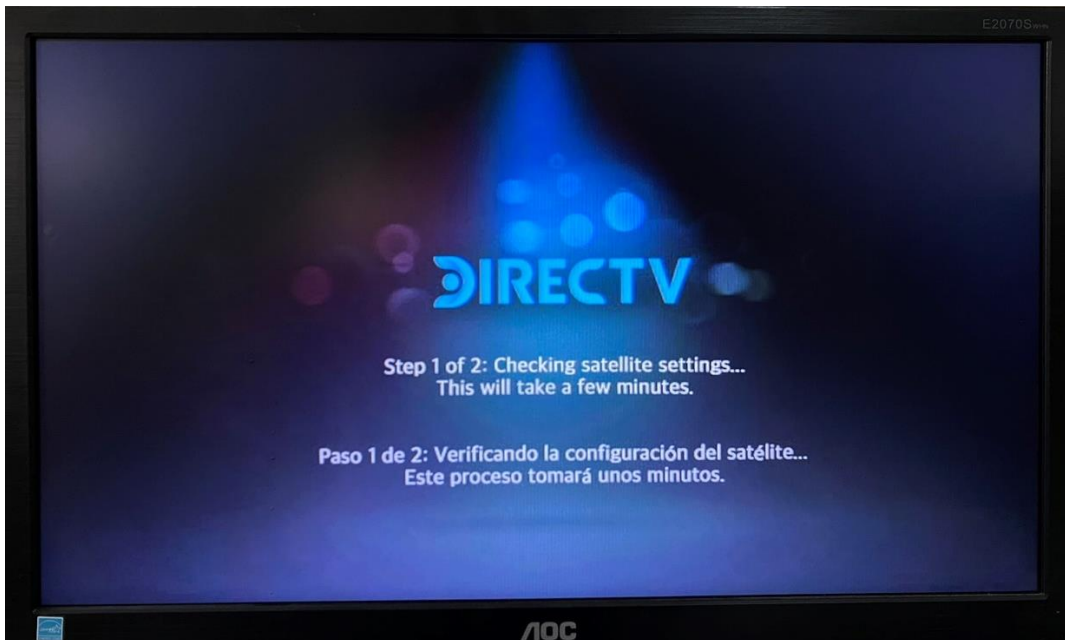 E2070S
DIRECTV
Step 1 of 2: Checking satellite settings...
This will take a few minutes.
Paso 1 de 2: Verificando la configuración del satélite...
Este proceso tomará unos minutos.
AOC